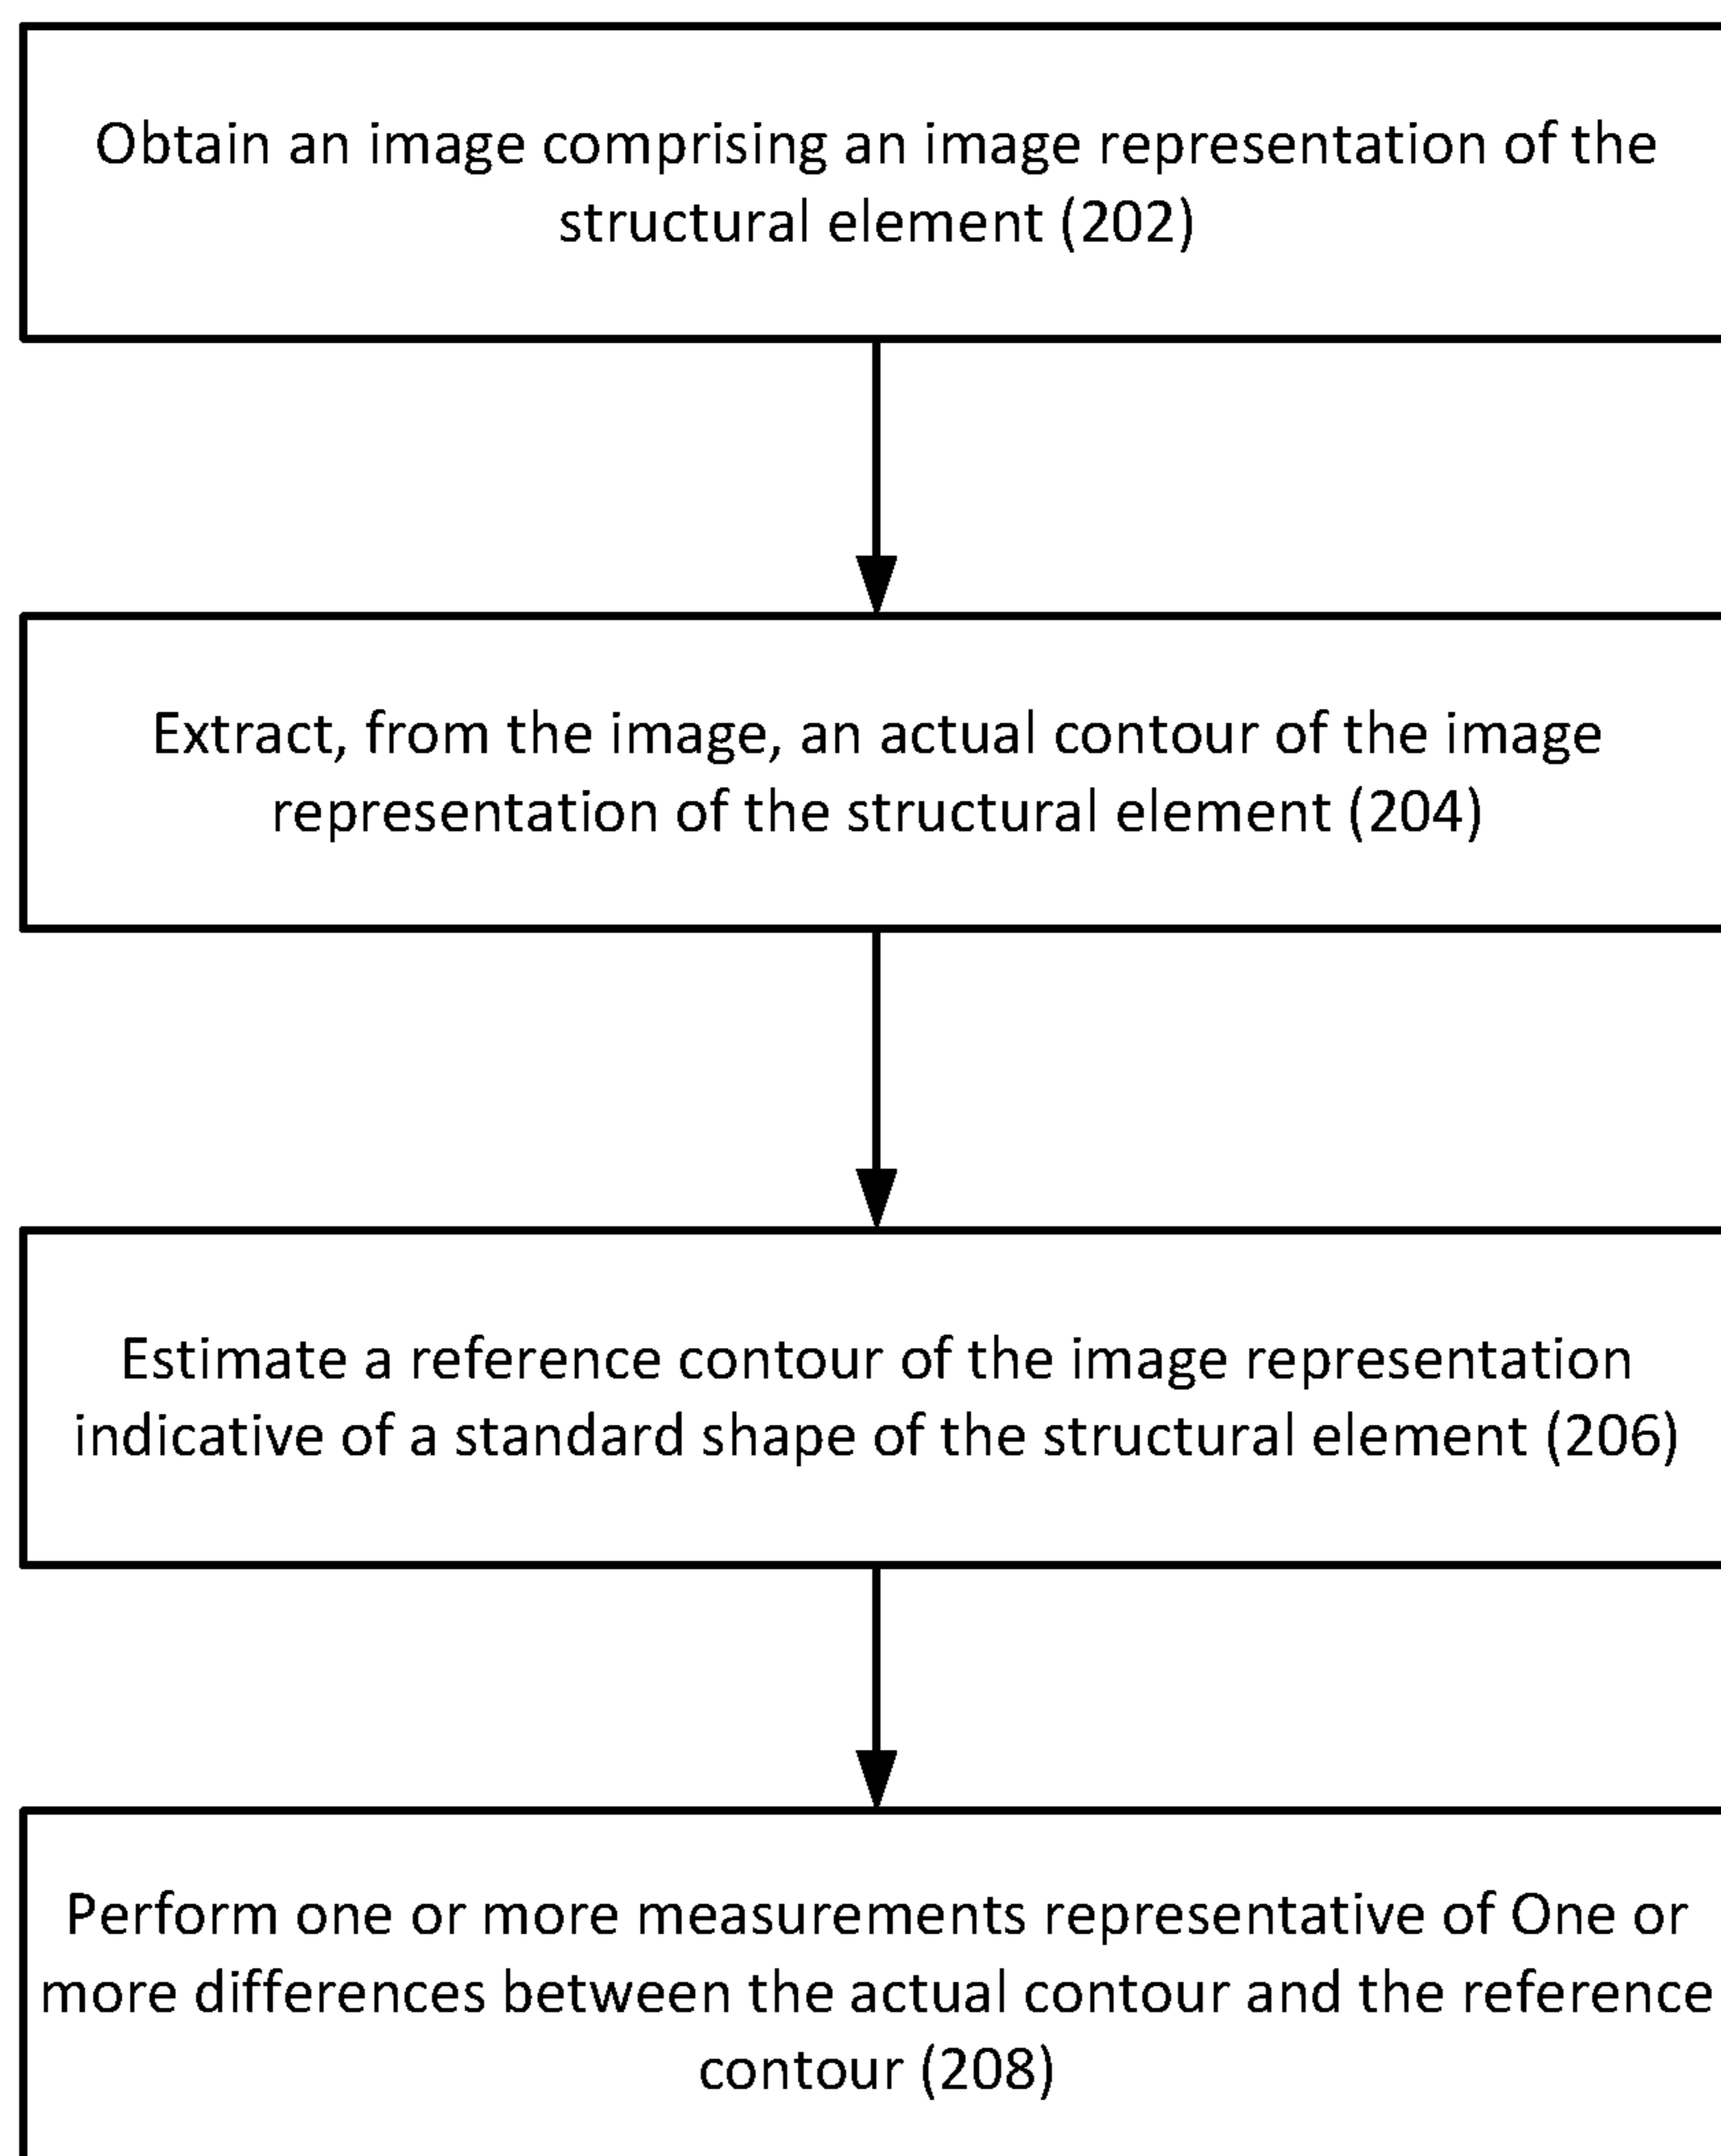 Obtain an image comprising an image representation of the
structural element (202)
Extract, from the image, an actual contour of the image
representation of the structural element (204)
Estimate a reference contour of the image representation
indicative of a standard shape of the structural element (206)
Perform one or more measurements representative of One or
more differences between the actual contour and the reference
contour (208)